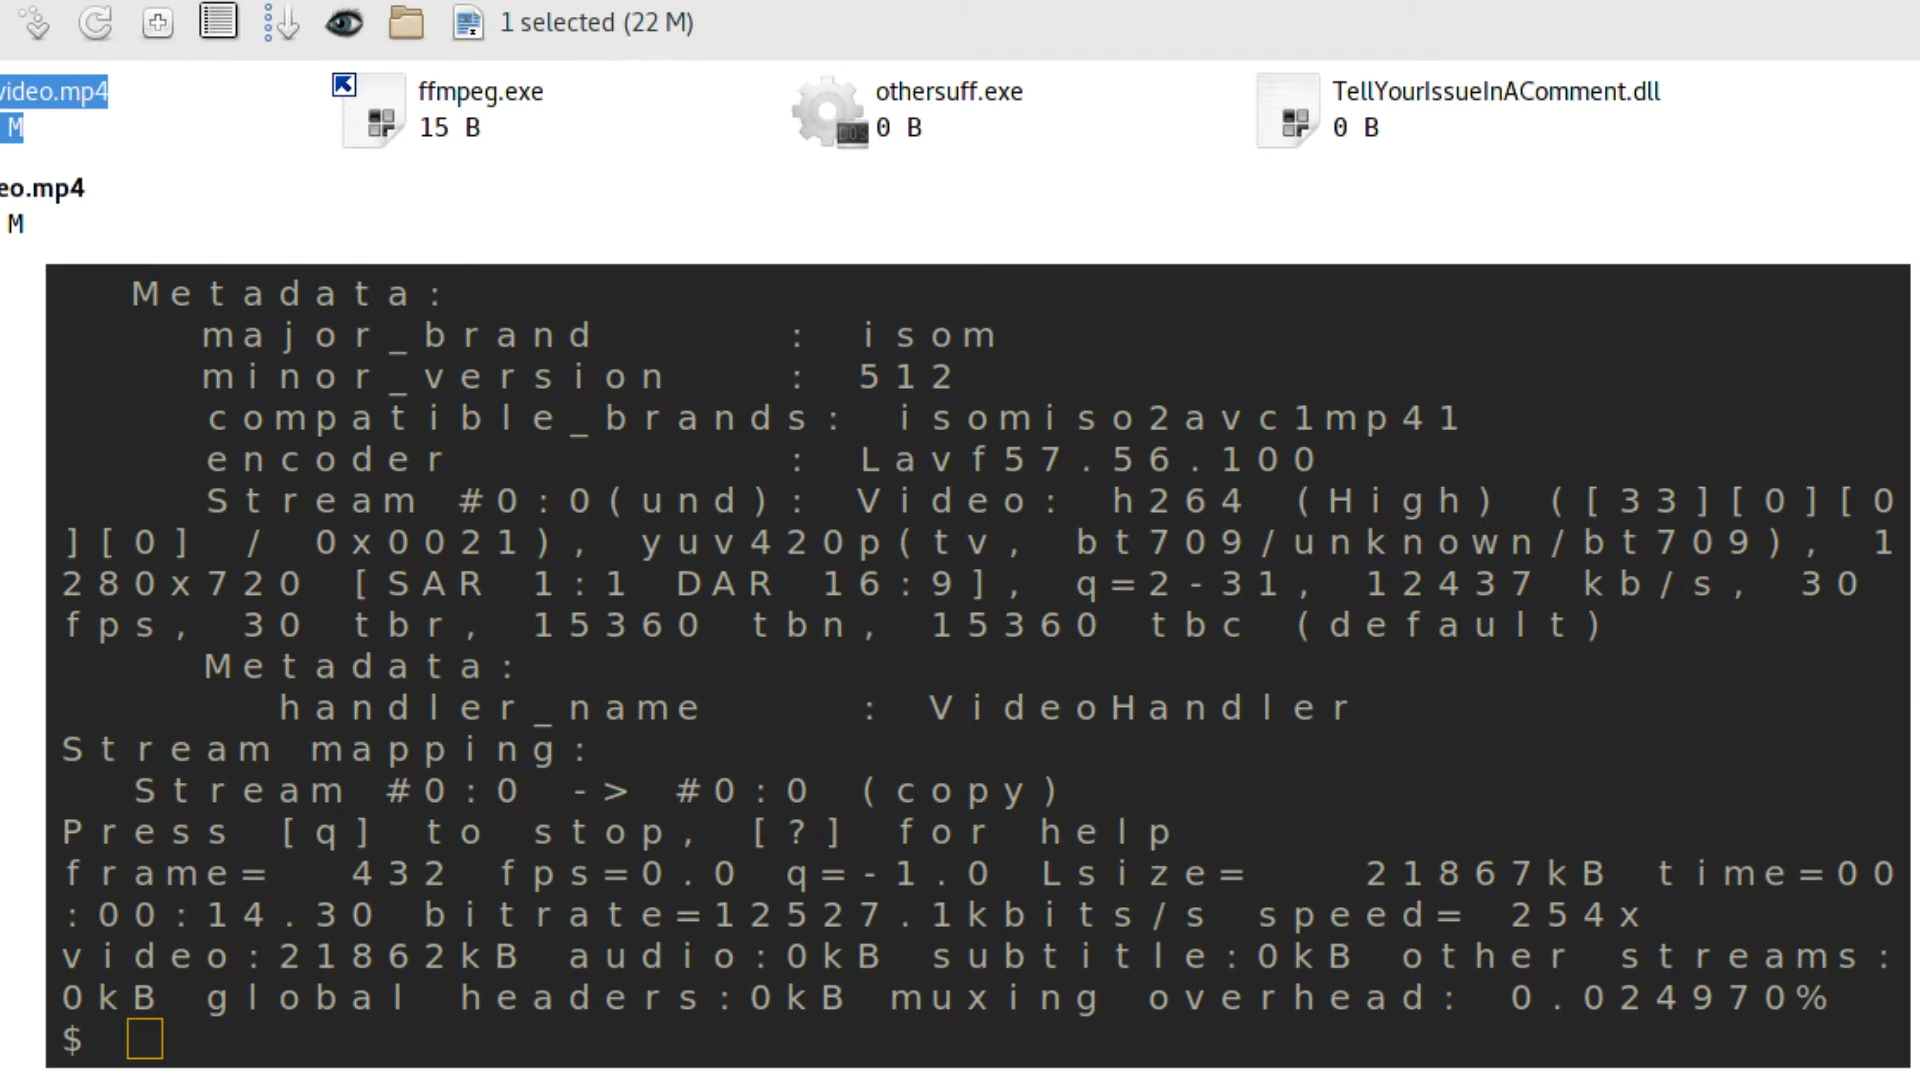 1 selected (22 M)
video.mp4
M
ffmpeg.exe
15 B
othersuff.exe
0 B
TellYourIssueInAComment.dll
0 B
eo.mp4
M
Metadata:
major_brand : isom
minor_version : 512
compatible_brands: isomiso2avc1mp41
encoder : Lavf57.56.100
Stream #0:0(und): Video: h264 (High) ([33][0][0
][0] / 0x0021), yuv420p(tv, bt709/unknown/bt709), 1
280x720 [SAR 1:1 DAR 16:9], q=2-31, 12437 kb/s, 30
fps, 30 tbr, 15360 tbn, 15360 tbc (default)
Metadata:
handler_name : VideoHandler
Stream mapping:
Stream #0:0 -> #0:0 (copy)
Press [q] to stop, [?] for help
frame= 432 fps=0.0 q=-1.0 Lsize= 21867kB time=00
:00:14.30 bitrate=12527.1kbits/s speed= 254x
video:21862kB audio:0kB subtitle:0kB other streams:
0kB global headers:0kB muxing overhead: 0.024970%
$